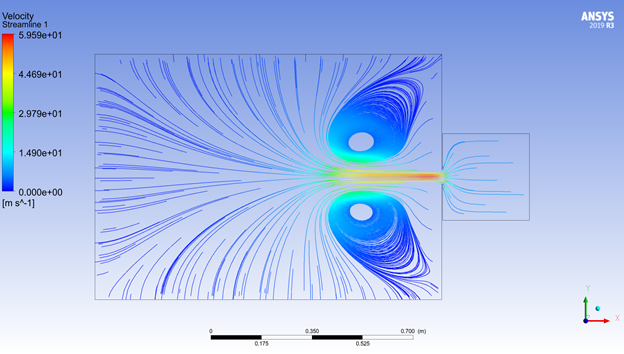 Velocity
Streamline 1
5.959e+01
4.469e+01
2.979e+01
1.490e+01
0.000e+00
[m s^-1]
ANSYS
2019 R3
0 0.350 0.700 (m)
0.175 0.525
Y
X